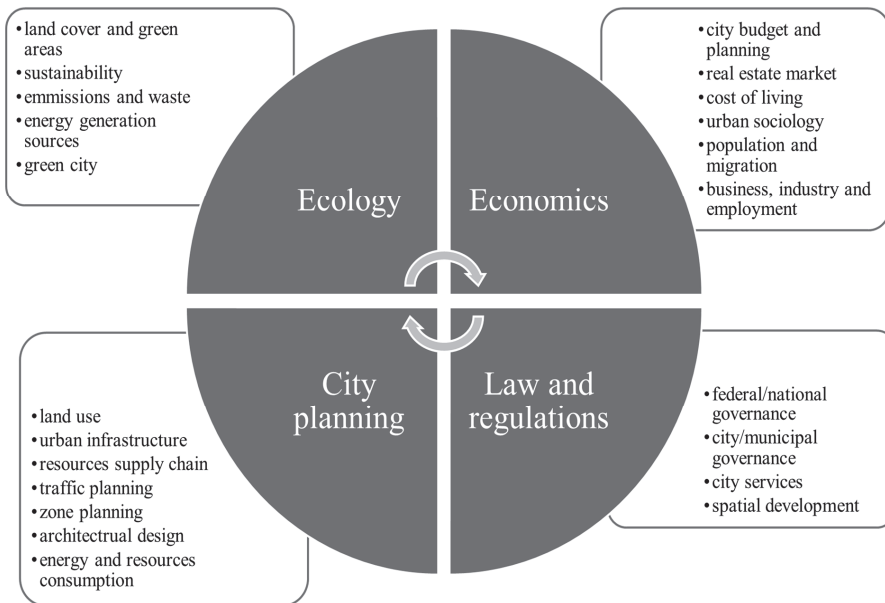 •land cover and green
areas
•sustainability
•emmissions and waste
•energy generation
sources
•green city
•city budget and
planning
•real estate market
•cost of living
•urban sociology
•population and
migration
•business, industry and
employment
Ecology
Economics
City
planning
Law and
regulations
•land use
•urban infrastructure
•resources supply chain
•traffic planning
•zone planning
•architectrual design
•energy and resources
consumption
•federal/national
governance
•city/municipal
governance
•city services
•spatial development